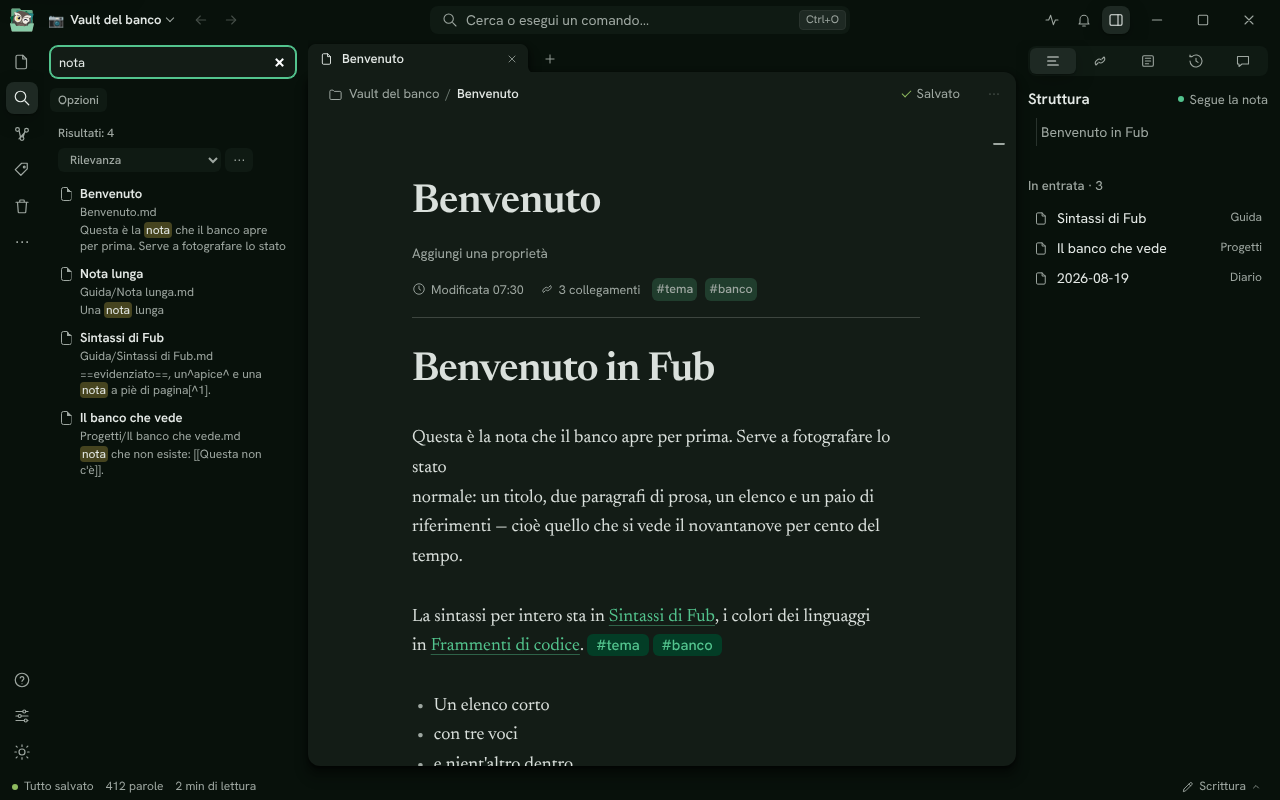 Vault del banco
Cerca o esegui un comando...
Ctrl+O
nota
Opzioni
Risultati: 4
Rilevanza
Benvenuto
Benvenuto.md
Questa è la nota che il banco apre
per prima. Serve a fotografare lo stato
Nota lunga
Guida/Nota lunga.md
Una nota lunga
Sintassi di Fub
Guida/Sintassi di Fub.md
==evidenziato==, un^apice^ e una
nota a piè di pagina[^1].
Il banco che vede
Progetti/Il banco che vede.md
nota che non esiste: [[Questa non
c'è]].
Benvenuto
Vault del banco / Benvenuto
Salvato
Benvenuto
Aggiungi una proprietà
Modificata 07:30
3 collegamenti
#tema
#banco
Benvenuto in Fub
Questa è la nota che il banco apre per prima. Serve a fotografare lo
stato
normale: un titolo, due paragrafi di prosa, un elenco e un paio di
riferimenti — cioè quello che si vede il novantanove per cento del
tempo.
La sintassi per intero sta in Sintassi di Fub, i colori dei linguaggi
in Frammenti di codice. #tema #banco
• Un elenco corto
• con tre voci
• e nient'altro dentro
Struttura
Segue la nota
Benvenuto in Fub
In entrata · 3
Sintassi di Fub
Guida
Il banco che vede
Progetti
2026-08-19
Diario
Tutto salvato
412 parole
2 min di lettura
Scrittura